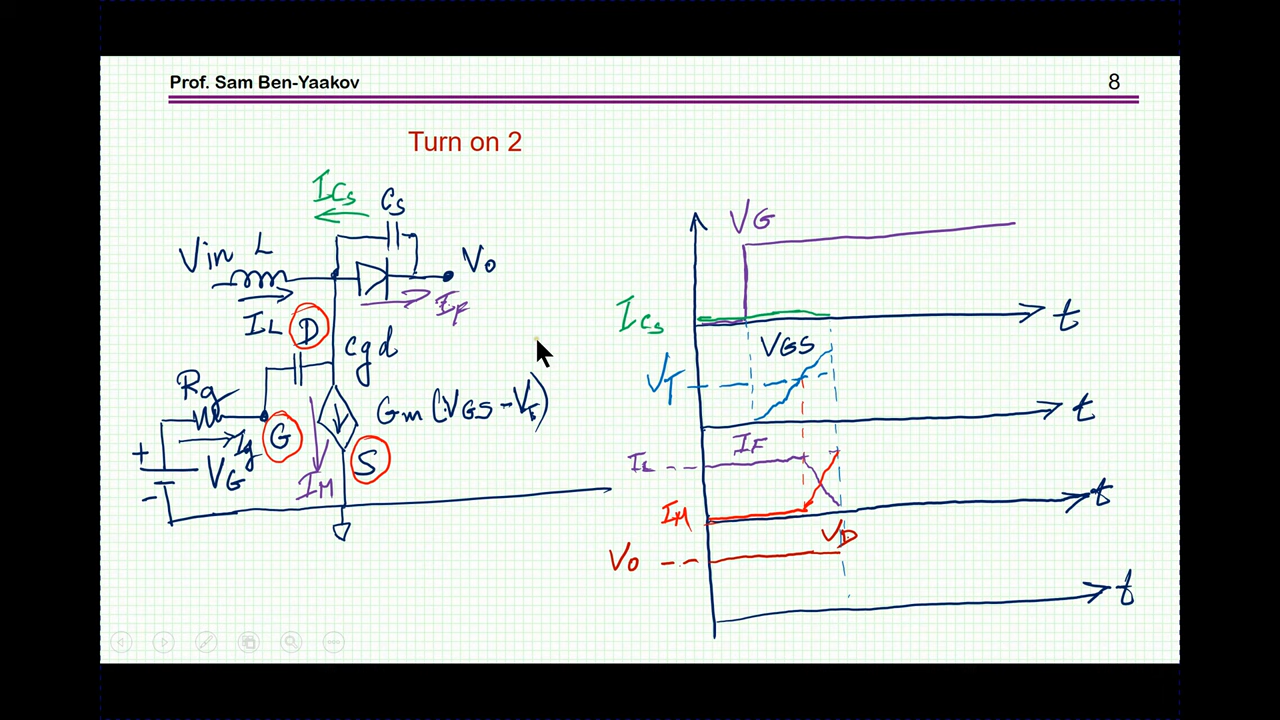 Prof. Sam Ben-Yaakov
8
Turn on 2
ICs
Cs
Vin L
Vo
IL
IF
D
Cgd
Rg
Gm (VGS - VT)
+
Ig
G
VG
-
S
IM
VG
ICs
t
VGS
VT
t
IF
IL
IM
t
VD
Vo
t